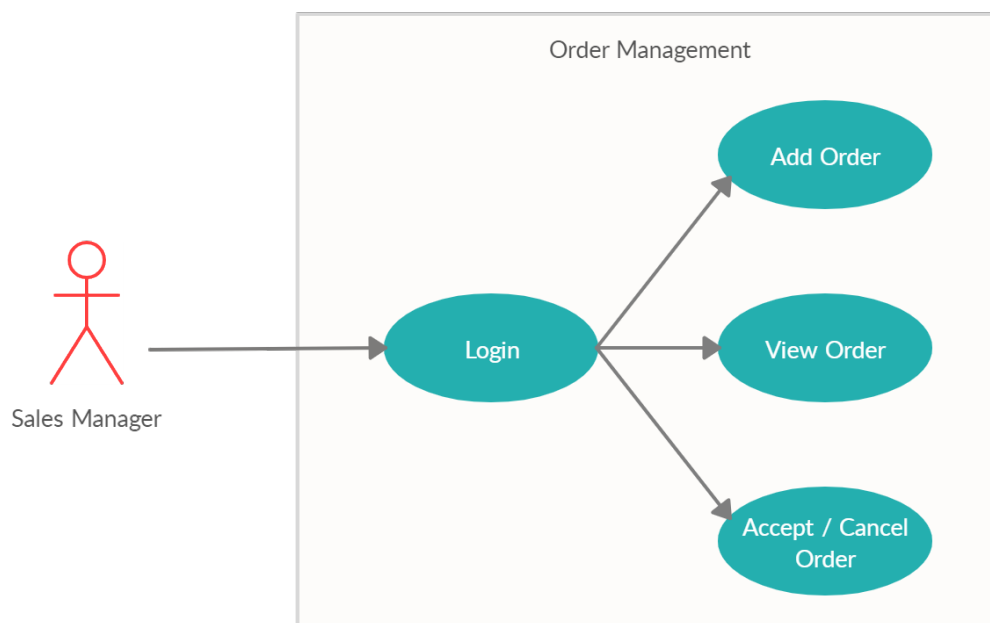 Order Management
Add Order
Login
View Order
Sales Manager
Accept / Cancel
Order